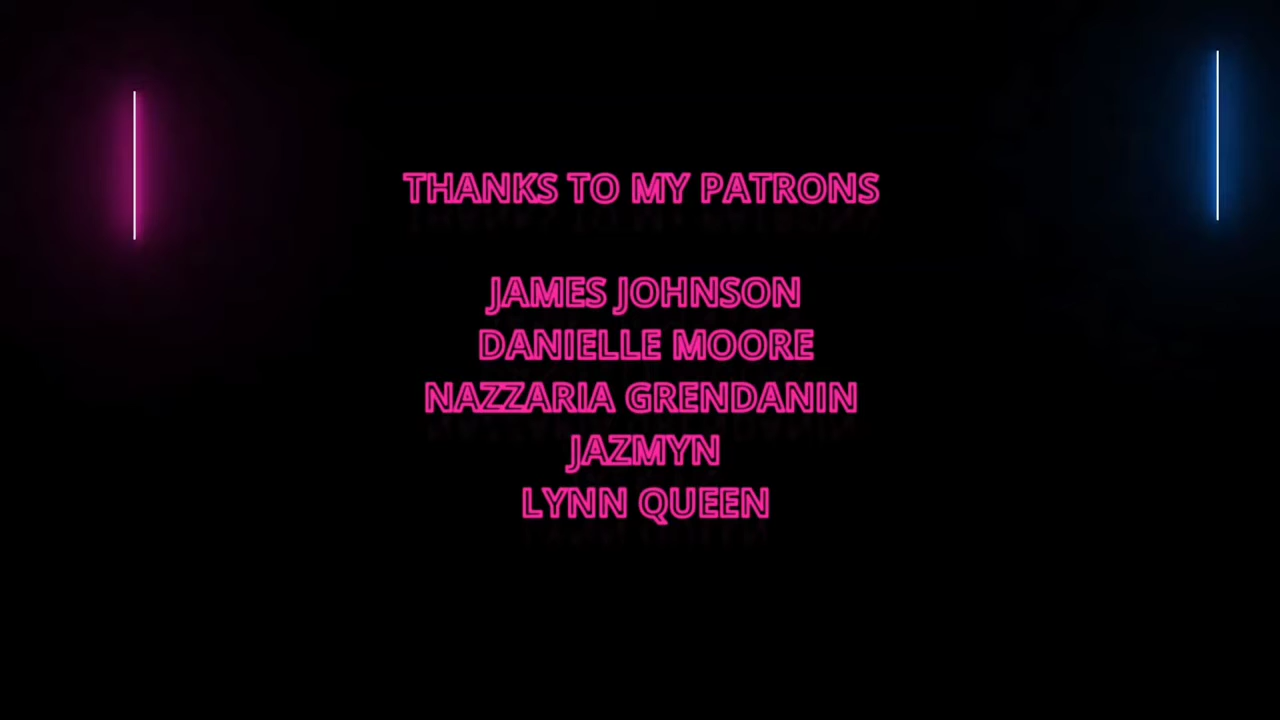 THANKS TO MY PATRONS
JAMES JOHNSON
DANIELLE MOORE
NAZZARIA GRENDANIN
JAZMYN
LYNN QUEEN